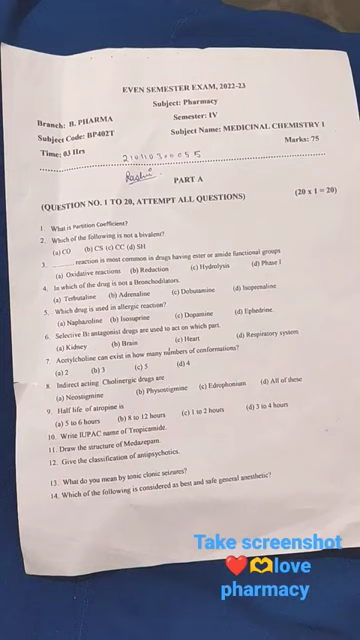 EVEN SEMESTER EXAM, 2022-23
Subject: Pharmacy
Branch: B. PHARMA
Semester: IV
Subject Code: BP402T
Subject Name: MEDICINAL CHEMISTRY I
Time: 03 Hrs
Marks: 75
Rashi
PART A
(QUESTION NO. 1 TO 20, ATTEMPT ALL QUESTIONS) (20 x 1 = 20)
1. What is Partition Coefficient?
2. Which of the following is not a bivalent?
(a) CO (b) CS (c) CC (d) SH
3. ______ reaction is most common in drugs having ester or amide functional groups
(a) Oxidative reactions (b) Reduction (c) Hydrolysis (d) Phase I
4. In which of the drug is not a Bronchodilators.
(a) Terbutaline (b) Adrenaline (c) Dobutamine (d) Isoprenaline
5. Which drug is used in allergic reaction?
(a) Naphazoline (b) Isoxuprine (c) Dopamine (d) Ephedrine.
6. Selective antagonist drugs are used to act on which part.
(a) Kidney (b) Brain (c) Heart (d) Respiratory system
7. Acetylcholine can exist in how many numbers of conformations?
(a) 2 (b) 3 (c) 5 (d) 4
8. Indirect acting Cholinergic drugs are
(a) Neostigmine (b) Physostigmine (c) Edrophonium (d) All of these
9. Half life of atropine is
(a) 5 to 6 hours (b) 8 to 12 hours (c) 1 to 2 hours (d) 3 to 4 hours
10. Write IUPAC name of Tropicamide.
11. Draw the structure of Medazepam.
12. Give the classification of antipsychotics.
13. What do you mean by tonic clonic seizures?
14. Which of the following is considered as best and safe general anesthetic?
Take screenshot
❤️🫶love
pharmacy